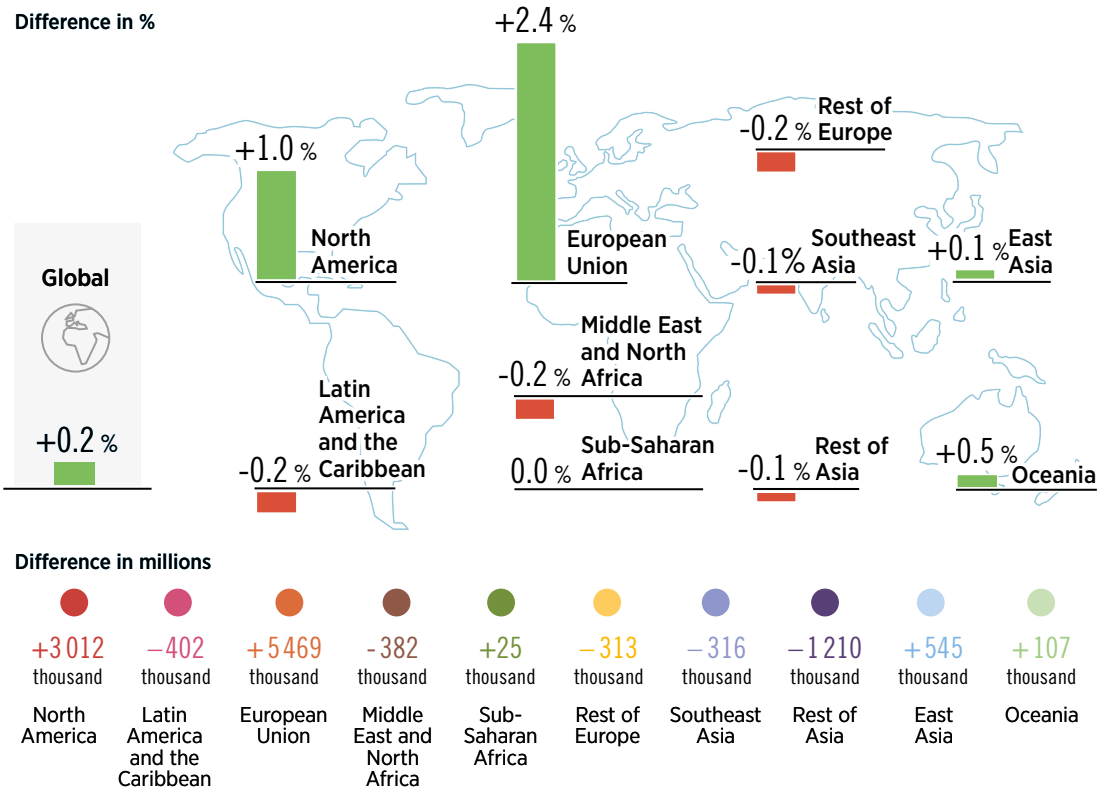 Difference in %
+2.4 %
Rest of
Europe
-0.2 %
+1.0 %
North
America
European
Union
Southeast
Asia
-0.1%
East
Asia
+0.1 %
Global
+0.2 %
Middle East
and North
Africa
-0.2 %
Latin
America
and the
Caribbean
-0.2 %
Sub-Saharan
Africa
0.0 %
Rest of
Asia
-0.1 %
+0.5 %
Oceania
Difference in millions
+3 012
thousand
North
America
−402
thousand
Latin
America
and the
Caribbean
+5 469
thousand
European
Union
-382
thousand
Middle
East and
North
Africa
+25
thousand
Sub-
Saharan
Africa
−313
thousand
Rest of
Europe
−316
thousand
Southeast
Asia
−1 210
thousand
Rest of
Asia
+545
thousand
East
Asia
+107
thousand
Oceania